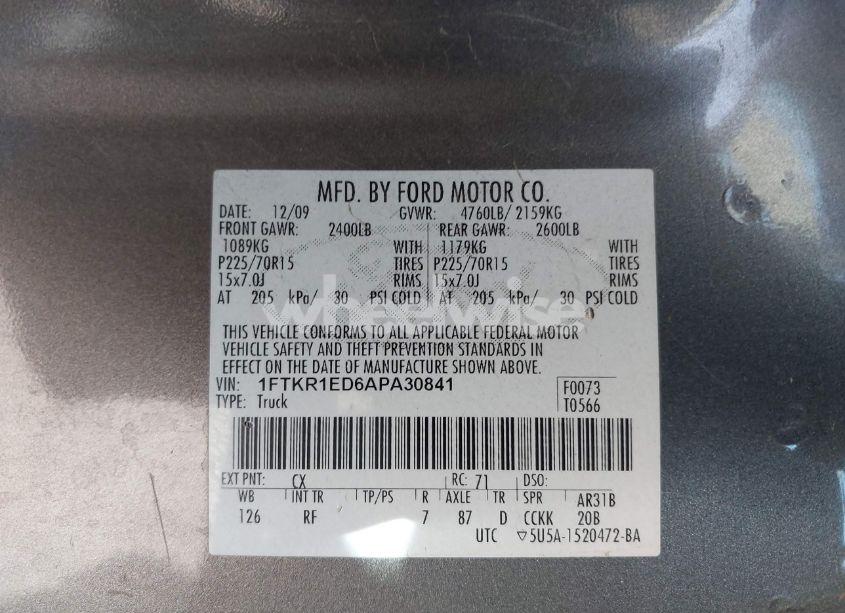 MFD. BY FORD MOTOR CO.
DATE: 12/09 GVWR: 4760LB/ 2159KG
FRONT GAWR: 2400LB REAR GAWR: 2600LB
1089KG WITH 1179KG WITH
P225/70R15 TIRES P225/70R15 TIRES
15x7.0J RIMS 15x7.0J RIMS
AT 205 kPa/ 30 PSI COLD AT 205 kPa/ 30 PSI COLD
wheelwise
THIS VEHICLE CONFORMS TO ALL APPLICABLE FEDERAL MOTOR
VEHICLE SAFETY AND THEFT PREVENTION STANDARDS IN
EFFECT ON THE DATE OF MANUFACTURE SHOWN ABOVE.
VIN: 1FTKR1ED6APA30841 F0073
TYPE: Truck T0566
EXT PNT: CX RC: 71 DSO:
WB INT TR TP/PS R AXLE TR SPR AR31B
126 RF 7 87 D CCKK 20B
UTC ▽5U5A-1520472-BA